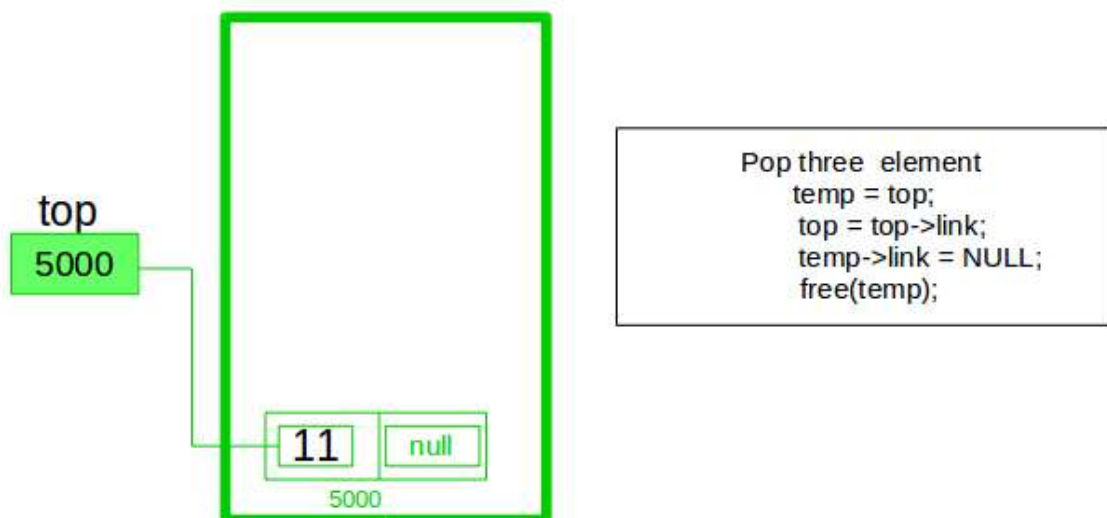 top
5000
11
null
5000
Pop three element
temp = top;
top = top->link;
temp->link = NULL;
free(temp);